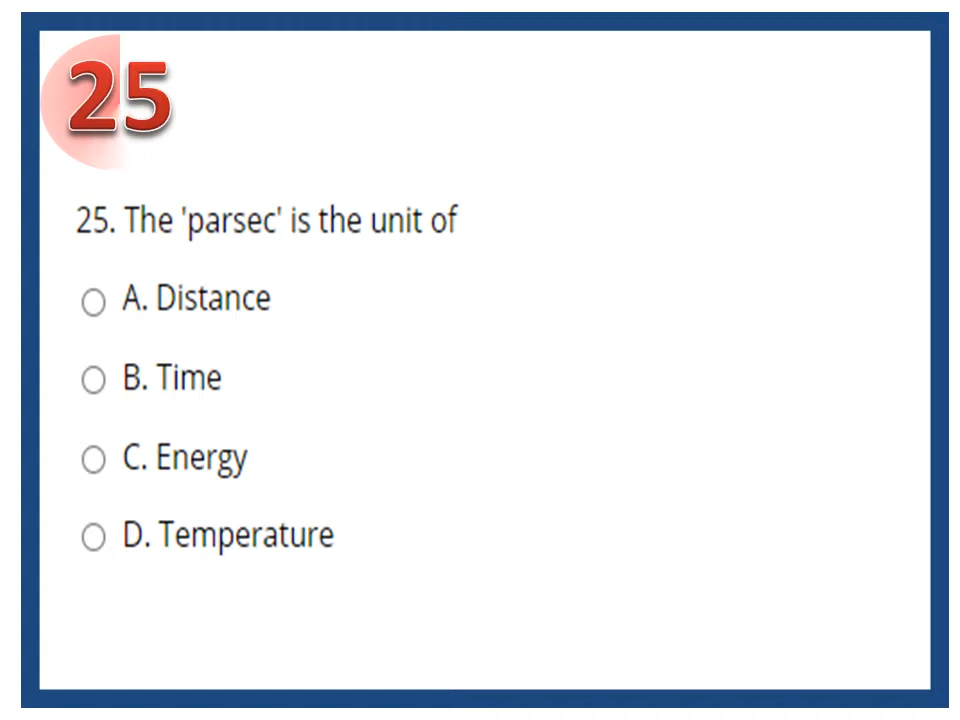 25
25. The 'parsec' is the unit of
A. Distance
B. Time
C. Energy
D. Temperature